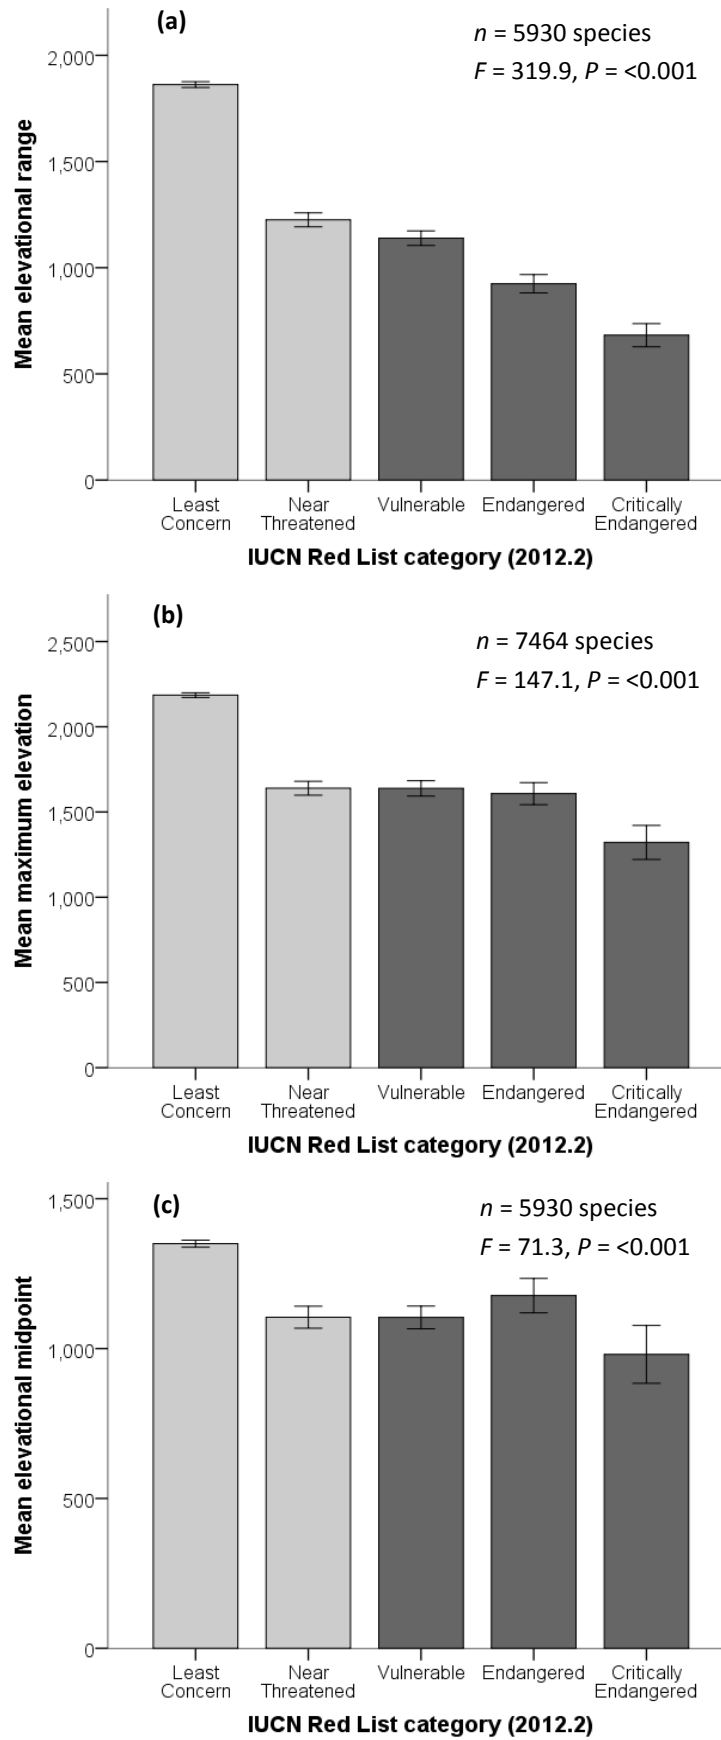 (a)
n = 5930 species
F = 319.9, P = <0.001
Mean elevational range
2,000
1,500
1,000
500
0
Least Concern
Near Threatened
Vulnerable
Endangered
Critically Endangered
IUCN Red List category (2012.2)
(b)
n = 7464 species
F = 147.1, P = <0.001
Mean maximum elevation
2,500
2,000
1,500
1,000
500
0
Least Concern
Near Threatened
Vulnerable
Endangered
Critically Endangered
IUCN Red List category (2012.2)
(c)
n = 5930 species
F = 71.3, P = <0.001
Mean elevational midpoint
1,500
1,000
500
0
Least Concern
Near Threatened
Vulnerable
Endangered
Critically Endangered
IUCN Red List category (2012.2)